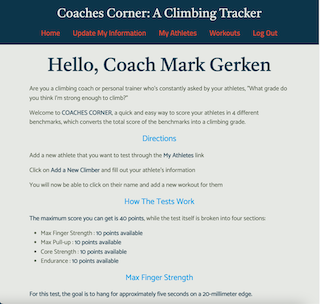 Coaches Corner: A Climbing Tracker
Home Update My Information My Athletes Workouts Log Out
Hello, Coach Mark Gerken
Are you a climbing coach or personal trainer who's constantly asked by your athletes, "What grade do
you think I'm strong enough to climb?"
Welcome to COACHES CORNER, a quick and easy way to score your athletes in 4 different
benchmarks, which converts the total score of the benchmarks into a climbing grade.
Directions
Add a new athlete that you want to test through the My Athletes link
Click on Add a New Climber and fill out your athlete's information
You will now be able to click on their name and add a new workout for them
How The Tests Work
The maximum score you can get is 40 points, while the test itself is broken into four sections:
Max Finger Strength : 10 points available
Max Pull-up : 10 points available
Core Strength : 10 points available
Endurance : 10 points available
Max Finger Strength
For this test, the goal is to hang for approximately five seconds on a 20-millimeter edge.